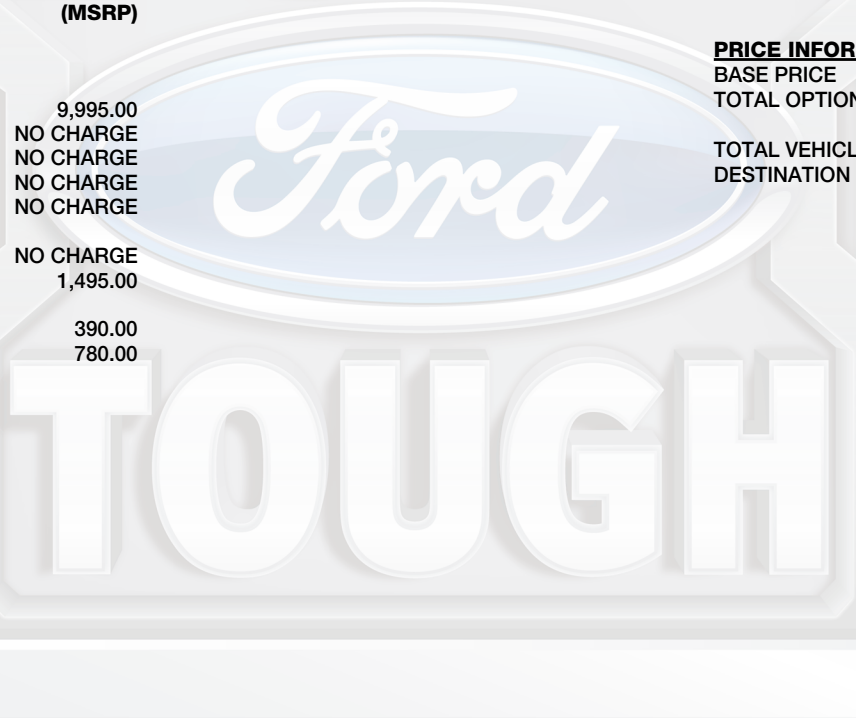 (MSRP)
9,995.00
NO CHARGE
NO CHARGE
NO CHARGE
NO CHARGE
NO CHARGE
1,495.00
390.00
780.00
PRICE INFOR
BASE PRICE
TOTAL OPTION
TOTAL VEHICL
DESTINATION
Ford
TOUGH